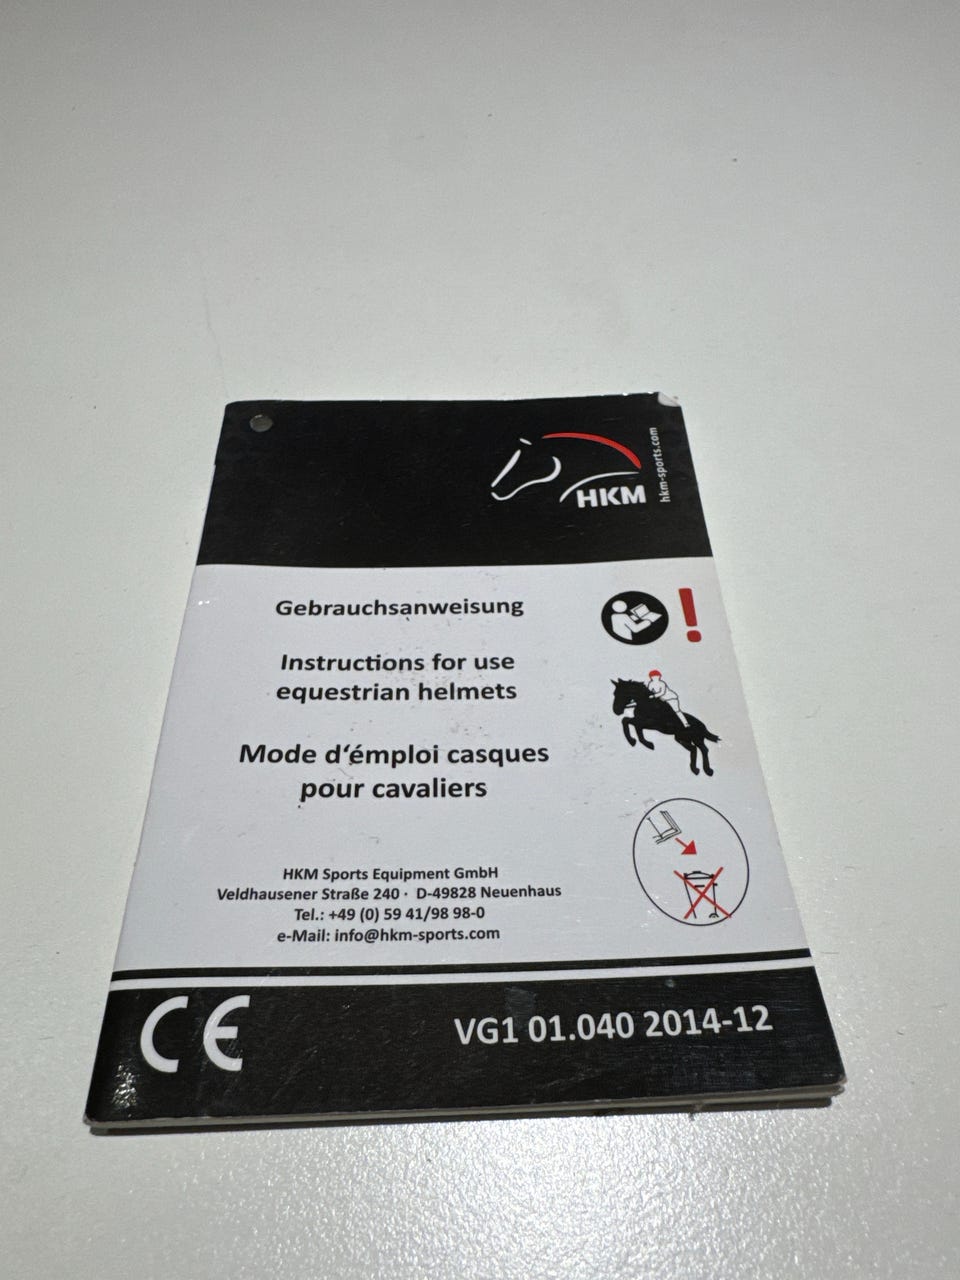 HKM
hkm-sports.com
Gebrauchsanweisung
Instructions for use
equestrian helmets
Mode d‘émploi casques
pour cavaliers
HKM Sports Equipment GmbH
Veldhausener Straße 240 · D-49828 Neuenhaus
Tel.: +49 (0) 59 41/98 98-0
e-Mail: info@hkm-sports.com
CE
VG1 01.040 2014-12